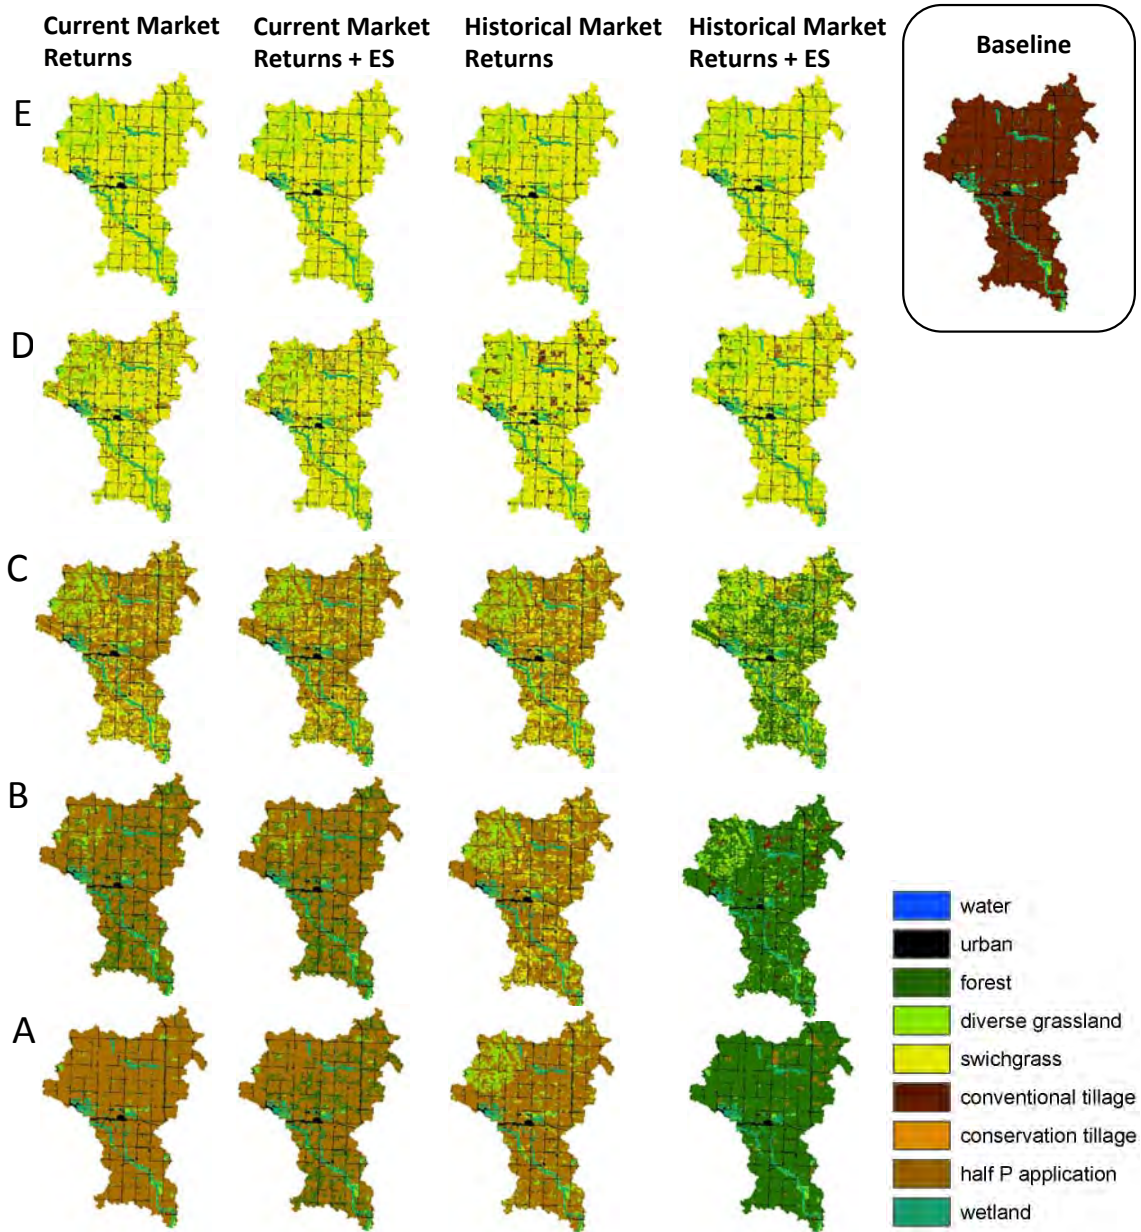 Current Market
Returns
Current Market
Returns + ES
Historical Market
Returns
Historical Market
Returns + ES
Baseline
E
D
C
B
A
water
urban
forest
diverse grassland
swichgrass
conventional tillage
conservation tillage
half P application
wetland